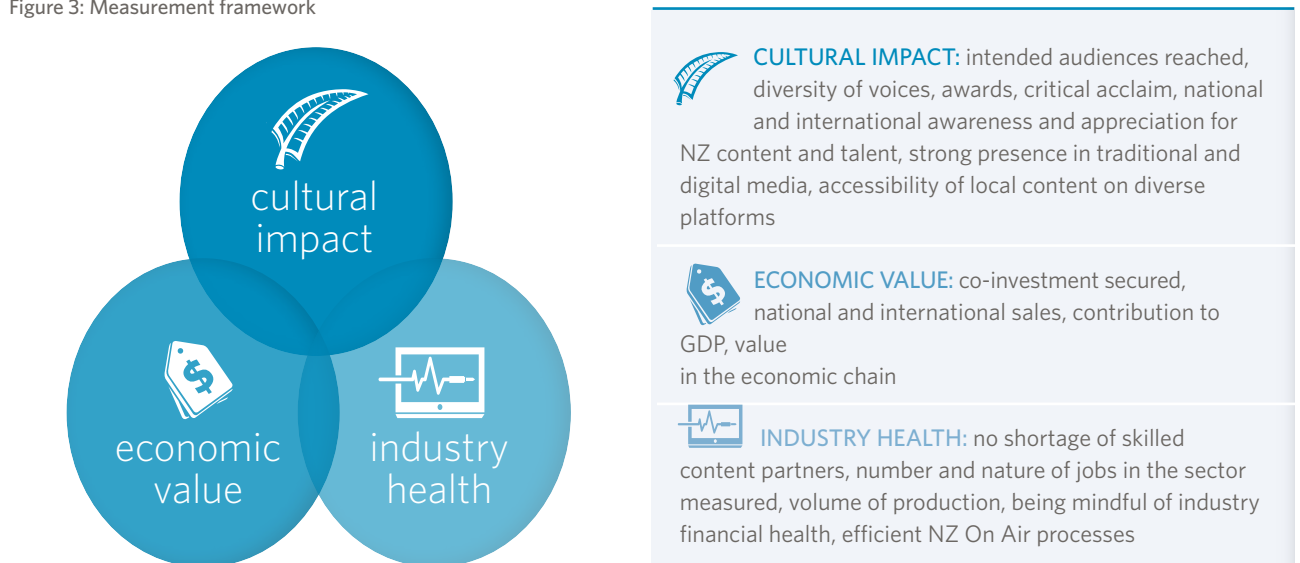 Figure 3: Measurement framework
cultural
impact
economic
value
industry
health
CULTURAL IMPACT: intended audiences reached,
diversity of voices, awards, critical acclaim, national
and international awareness and appreciation for
NZ content and talent, strong presence in traditional and
digital media, accessibility of local content on diverse
platforms
ECONOMIC VALUE: co-investment secured,
national and international sales, contribution to
GDP, value
in the economic chain
INDUSTRY HEALTH: no shortage of skilled
content partners, number and nature of jobs in the sector
measured, volume of production, being mindful of industry
financial health, efficient NZ On Air processes